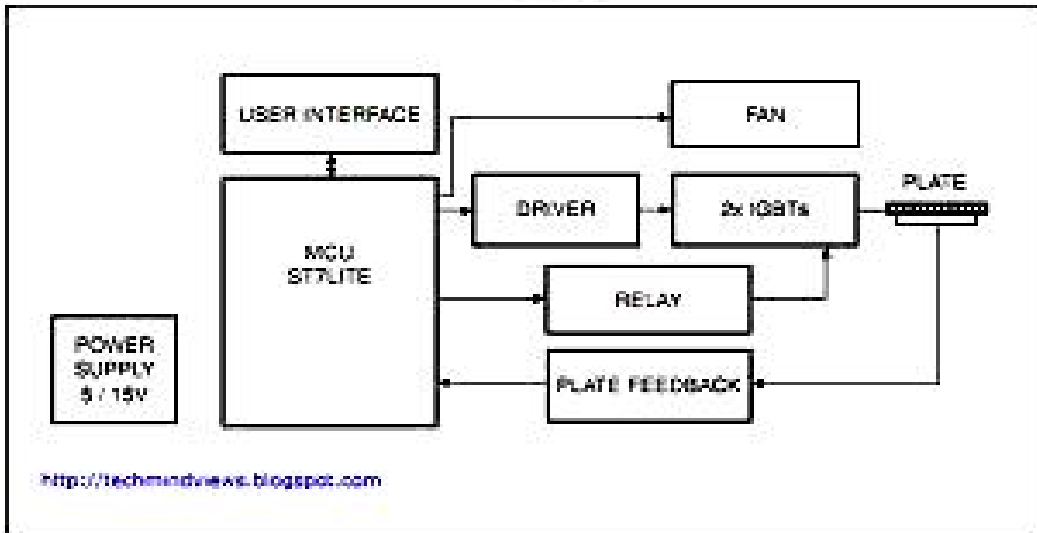 USER INTERFACE
FAN
PLATE
DRIVER
2x IGBTs
MCU
ST7LITE
RELAY
POWER
SUPPLY
5 / 15V
PLATE FEEDBACK
http://techmindviews.blogspot.com